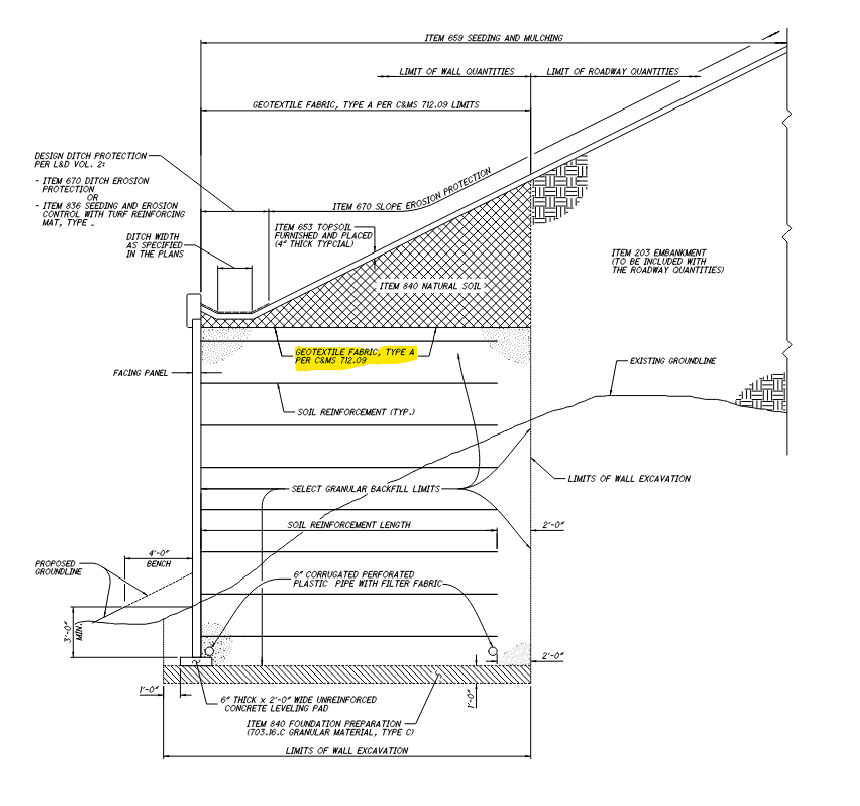 ITEM 659 SEEDING AND MULCHING
LIMIT OF WALL QUANTITIES
LIMIT OF ROADWAY QUANTITIES
GEOTEXTILE FABRIC, TYPE A PER C&MS 712.09 LIMITS
DESIGN DITCH PROTECTION
PER L&D VOL. 2:
- ITEM 670 DITCH EROSION
PROTECTION
OR
- ITEM 836 SEEDING AND EROSION
CONTROL WITH TURF REINFORCING
MAT, TYPE _
ITEM 670 SLOPE EROSION PROTECTION
ITEM 653 TOPSOIL
FURNISHED AND PLACED
(4" THICK TYPCIAL)
DITCH WIDTH
AS SPECIFIED
IN THE PLANS
ITEM 203 EMBANKMENT
(TO BE INCLUDED WITH
THE ROADWAY QUANTITIES)
ITEM 840 NATURAL SOIL
GEOTEXTILE FABRIC, TYPE A
PER C&MS 712.09
EXISTING GROUNDLINE
FACING PANEL
SOIL REINFORCEMENT (TYP.)
LIMITS OF WALL EXCAVATION
SELECT GRANULAR BACKFILL LIMITS
SOIL REINFORCEMENT LENGTH
2'-0"
4'-0"
BENCH
PROPOSED
GROUNDLINE
6" CORRUGATED PERFORATED
PLASTIC PIPE WITH FILTER FABRIC
3'-0"
MIN.
2'-0"
1'-0"
1'-0"
6" THICK x 2'-0" WIDE UNREINFORCED
CONCRETE LEVELING PAD
ITEM 840 FOUNDATION PREPARATION
(703.16.C GRANULAR MATERIAL, TYPE C)
LIMITS OF WALL EXCAVATION